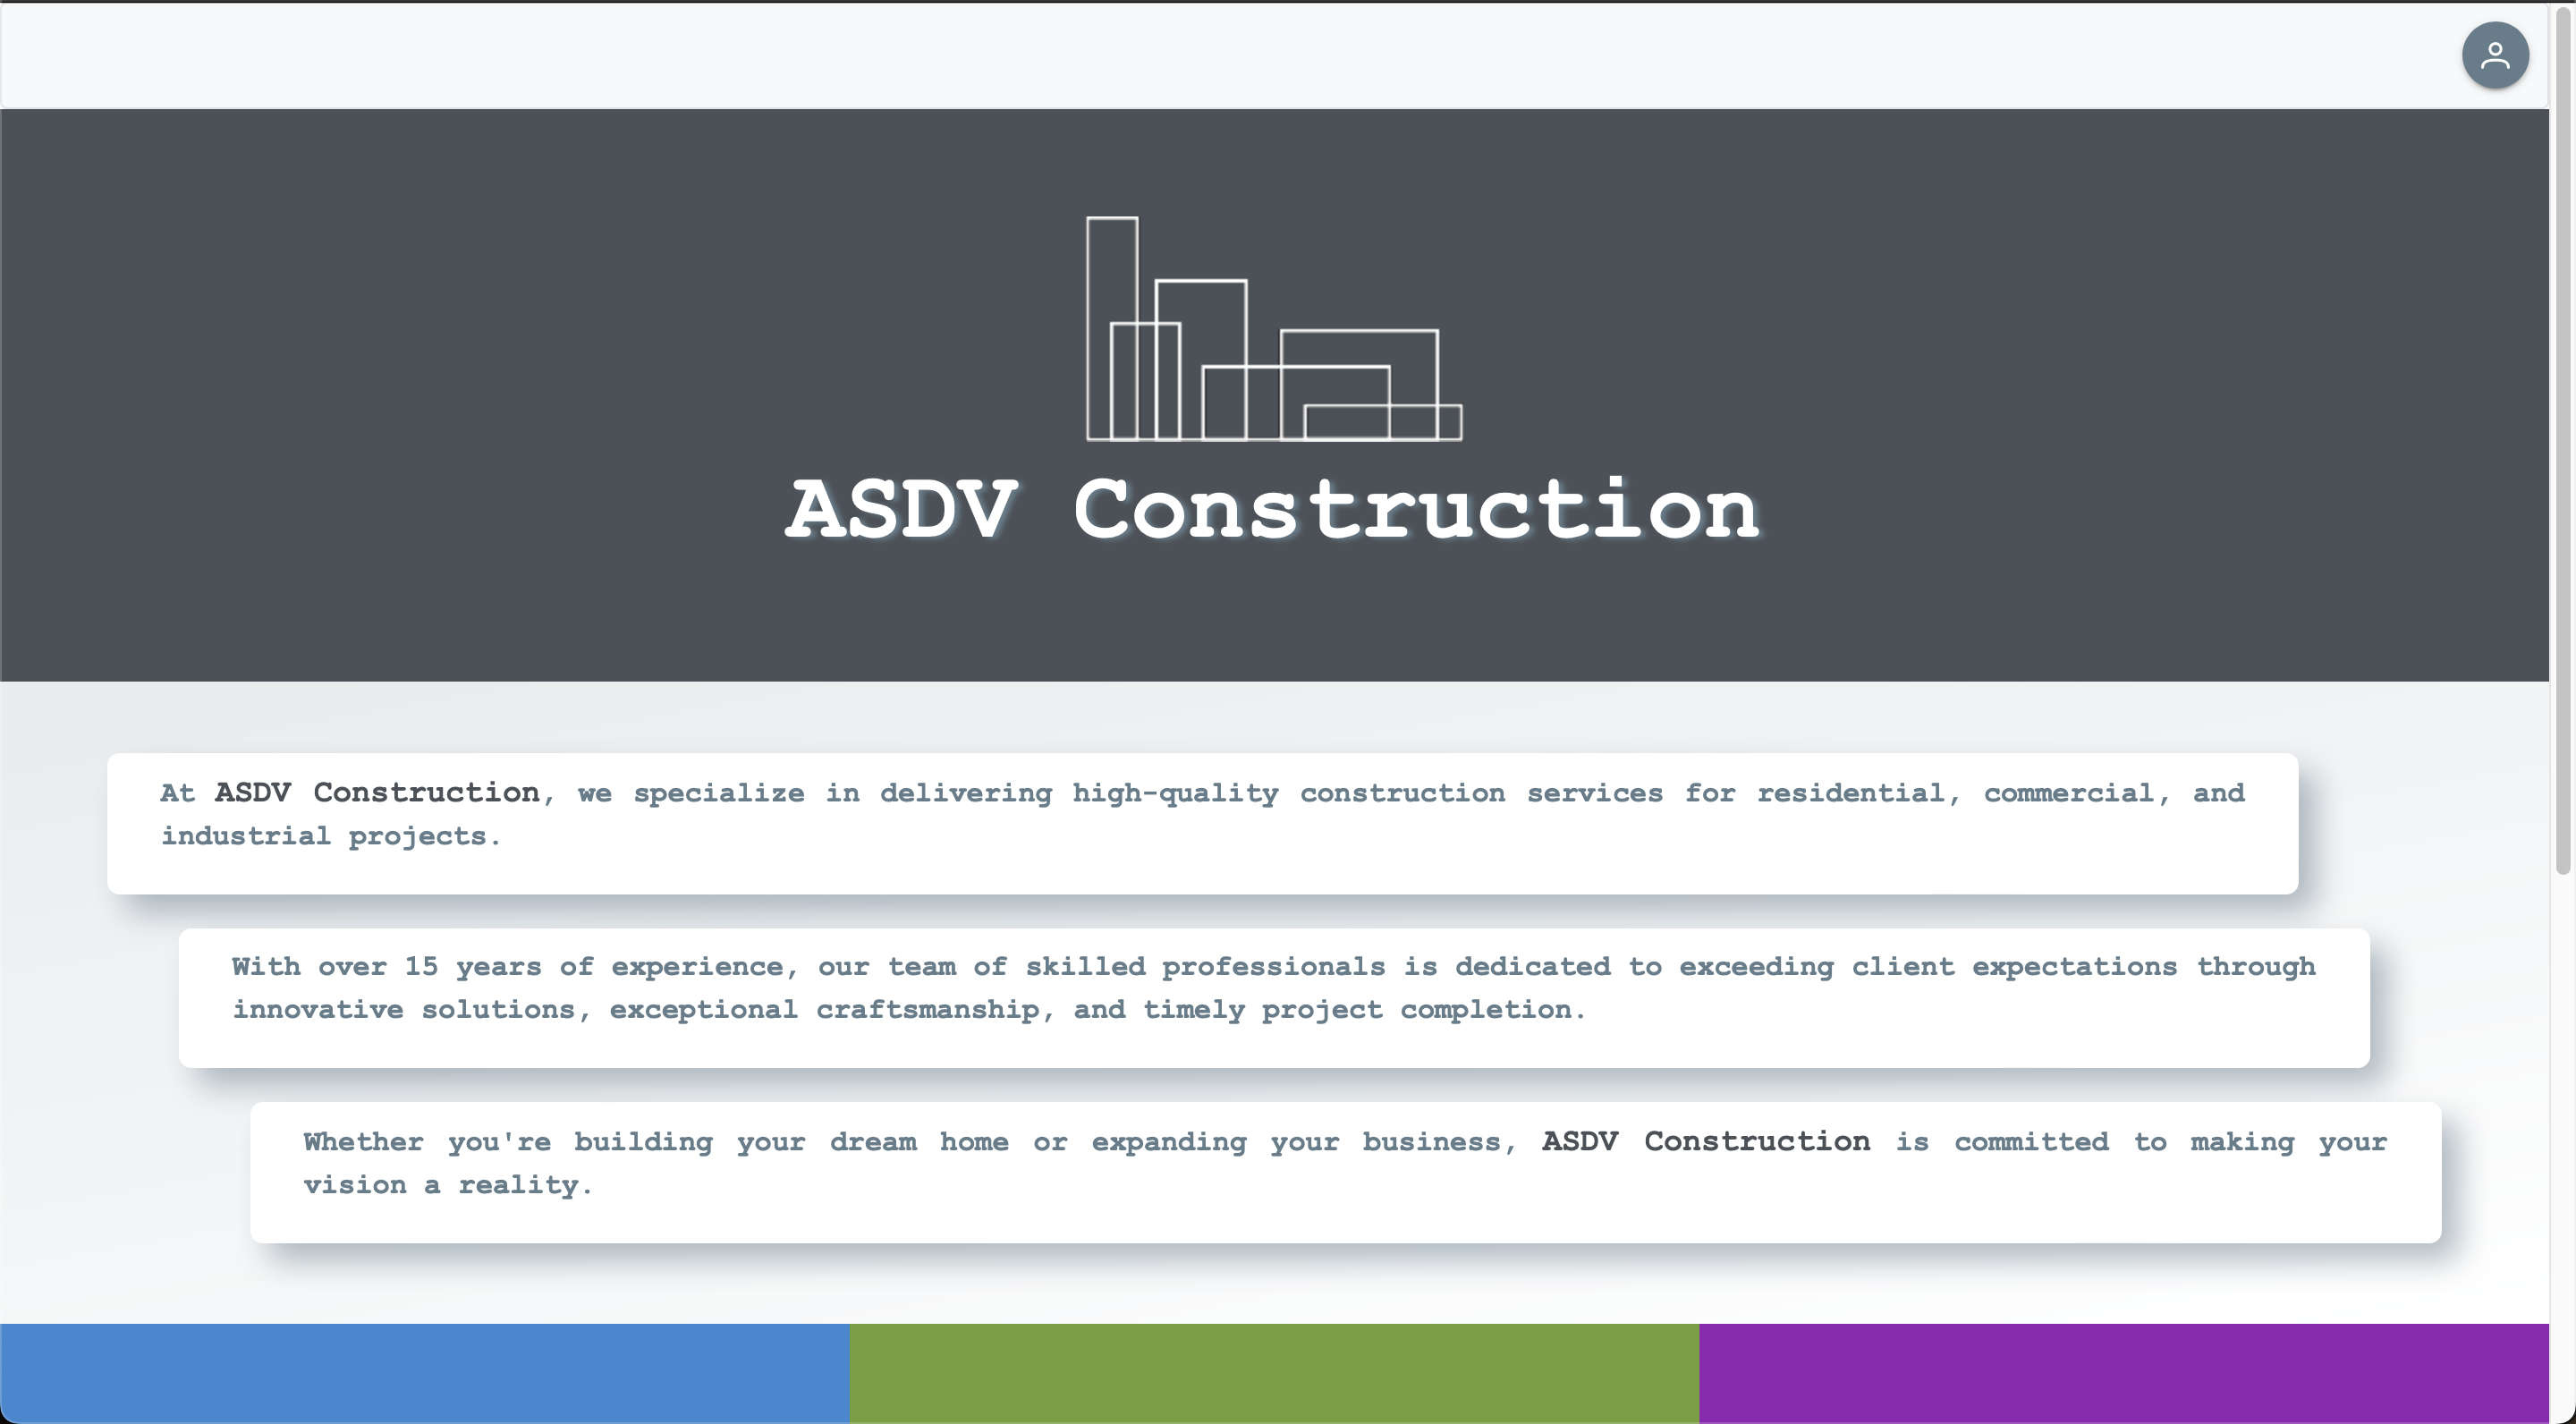 ASDV Construction
At ASDV Construction, we specialize in delivering high-quality construction services for residential, commercial, and
industrial projects.
With over 15 years of experience, our team of skilled professionals is dedicated to exceeding client expectations through
innovative solutions, exceptional craftsmanship, and timely project completion.
Whether you're building your dream home or expanding your business, ASDV Construction is committed to making your
vision a reality.